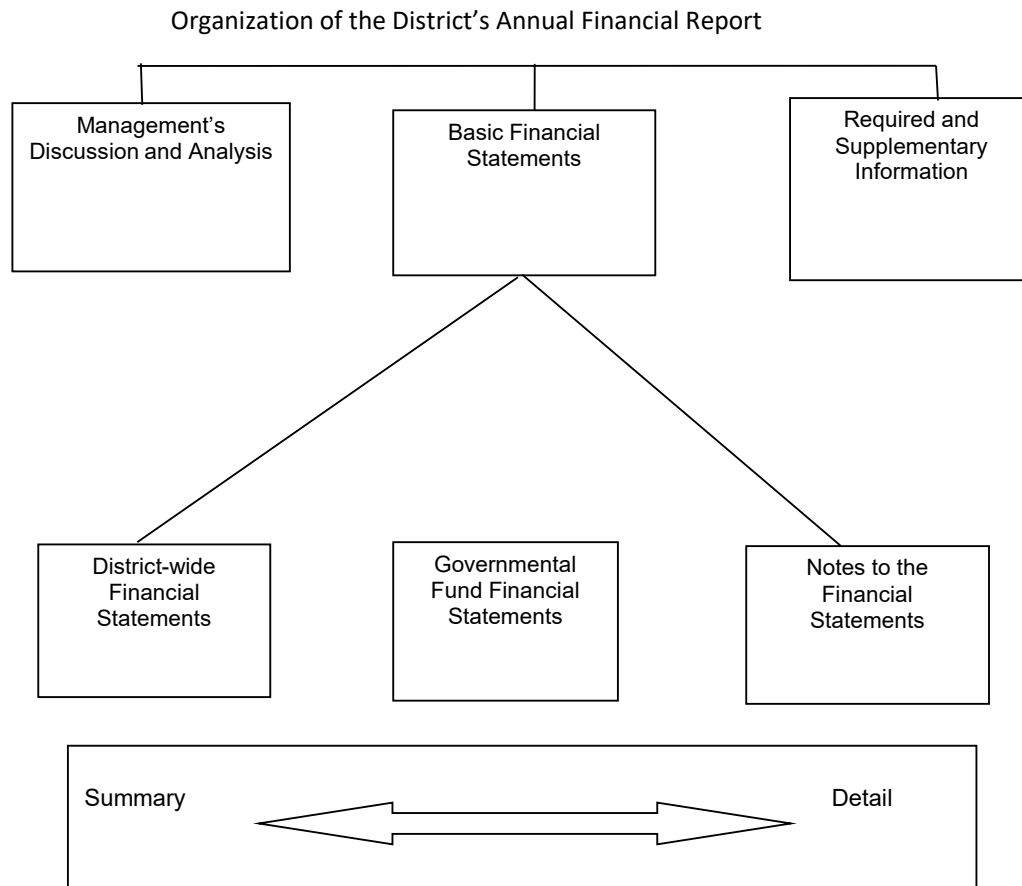 Organization of the District’s Annual Financial Report
Management’s
Discussion and Analysis
Basic Financial
Statements
Required and
Supplementary
Information
District-wide
Financial
Statements
Governmental
Fund Financial
Statements
Notes to the
Financial
Statements
Summary
Detail